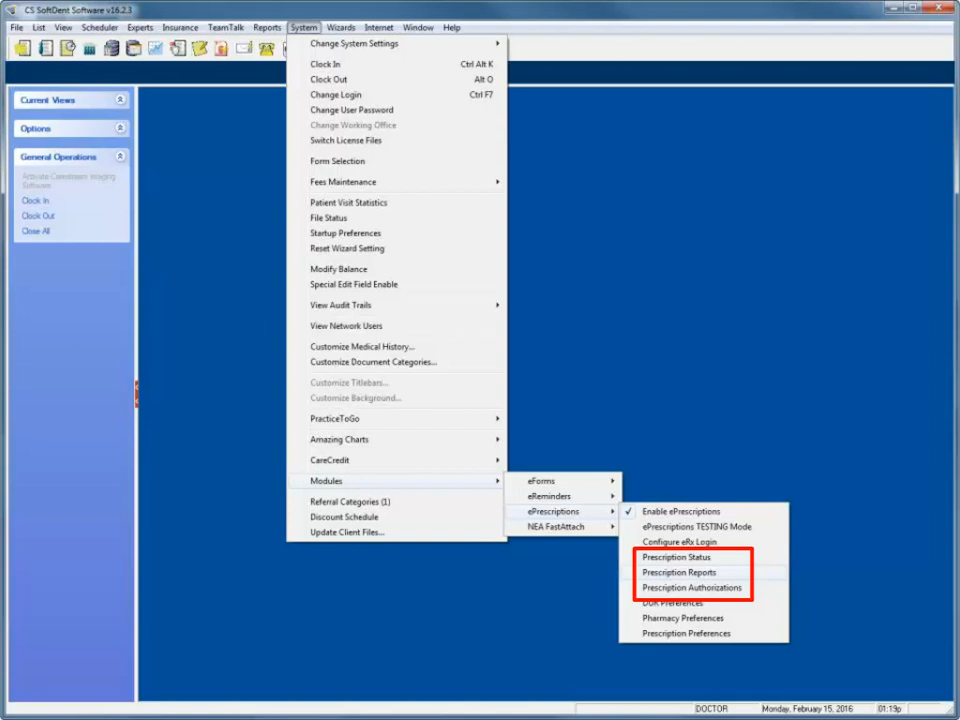 CS SoftDent Software v16.2.3
File List View Scheduler Experts Insurance TeamTalk Reports System Wizards Internet Window Help
Current Views
Options
General Operations
Activate Carestream Imaging
Software
Clock In
Clock Out
Close All
Change System Settings
Clock In Ctrl Alt K
Clock Out Alt O
Change Login Ctrl F7
Change User Password
Change Working Office
Switch License Files
Form Selection
Fees Maintenance
Patient Visit Statistics
File Status
Startup Preferences
Reset Wizard Setting
Modify Balance
Special Edit Field Enable
View Audit Trails
View Network Users
Customize Medical History...
Customize Document Categories...
Customize Titlebars...
Customize Background...
PracticeToGo
Amazing Charts
CareCredit
Modules
Referral Categories (1)
Discount Schedule
Update Client Files...
eForms
eReminders
ePrescriptions
NEA FastAttach
Enable ePrescriptions
ePrescriptions TESTING Mode
Configure eRx Login
Prescription Status
Prescription Reports
Prescription Authorizations
DUR Preferences
Pharmacy Preferences
Prescription Preferences
DOCTOR Monday, February 15, 2016 01:19p